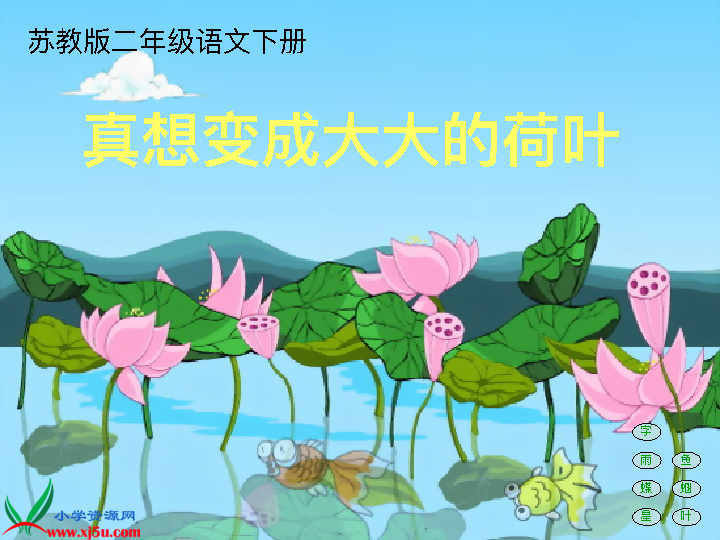 苏教版二年级语文下册
真想变成大大的荷叶
字
雨 鱼
蝶 蝈
星 叶
小学资源网
www.xj5u.com